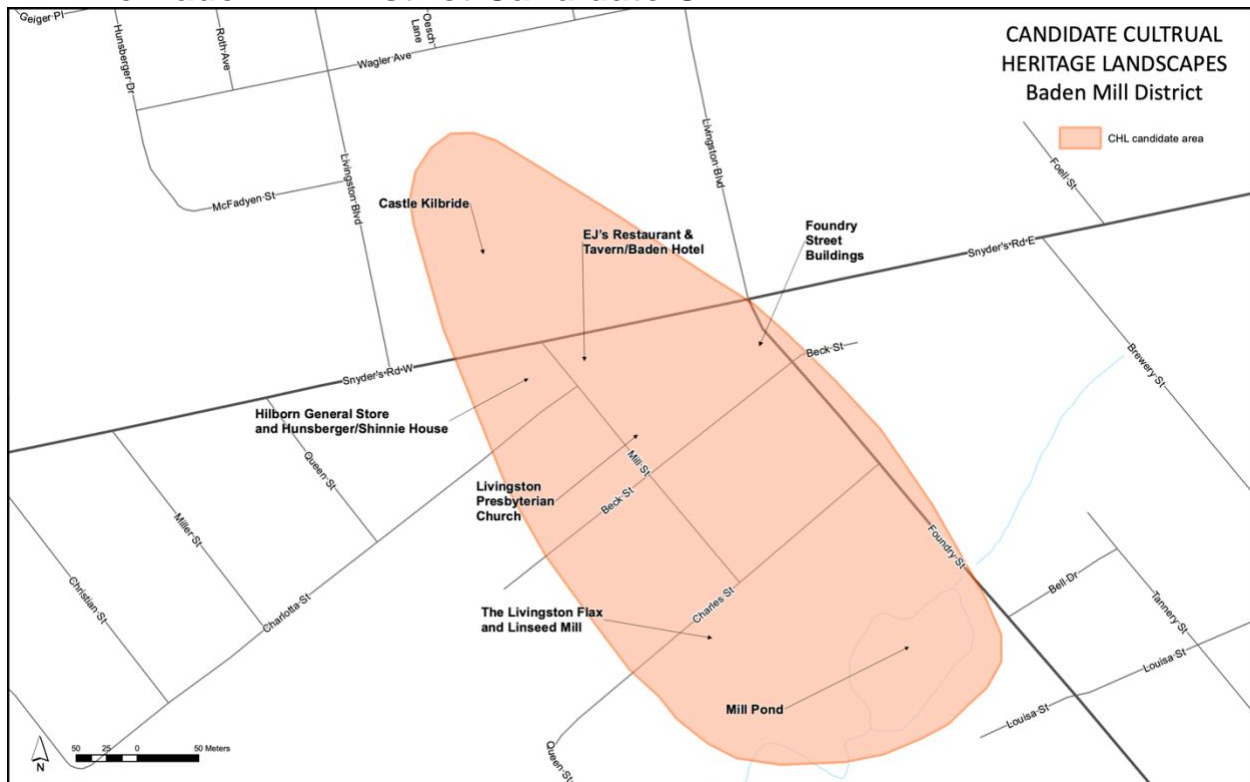 Geiger Pl
Hunsberger Dr
Roth Ave
Oesch
Lane
Wagler Ave
CANDIDATE CULTRUAL
HERITAGE LANDSCAPES
Baden Mill District
CHL candidate area
Livingston Blvd
Livingston Blvd
Foell St
McFadyen St
Castle Kilbride
EJ's Restaurant &
Tavern/Baden Hotel
Foundry
Street
Buildings
Snyder's Rd E
Snyder's Rd W
Beck St
Brewery St
Hilborn General Store
and Hunsberger/Shinnie House
Queen St
Miller St
Christian St
Charlotta St
Mill St
Livingston
Presbyterian
Church
Beck St
Foundry St
Charles St
The Livingston Flax
and Linseed Mill
Bell Dr
Tannery St
Louisa St
Louisa St
Mill Pond
Queen St
50 25 0 50 Meters
N